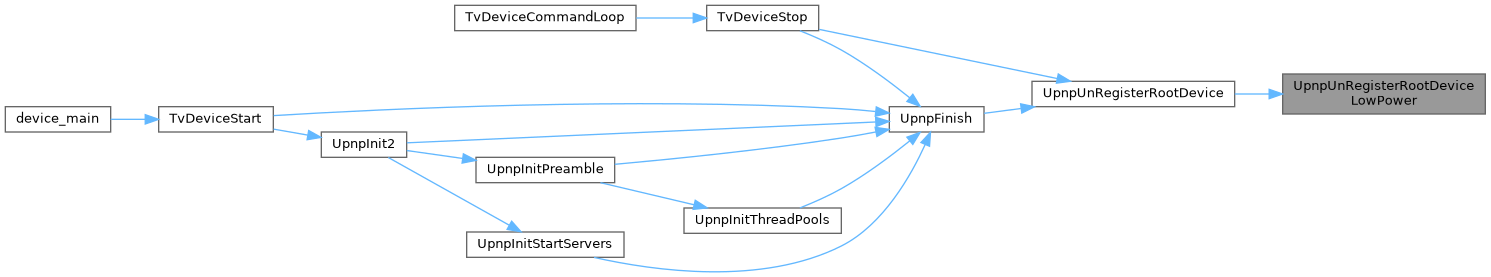 TvDeviceCommandLoop
TvDeviceStop
UpnpUnRegisterRootDevice
LowPower
UpnpUnRegisterRootDevice
device_main
TvDeviceStart
UpnpFinish
UpnpInit2
UpnpInitPreamble
UpnpInitThreadPools
UpnpInitStartServers